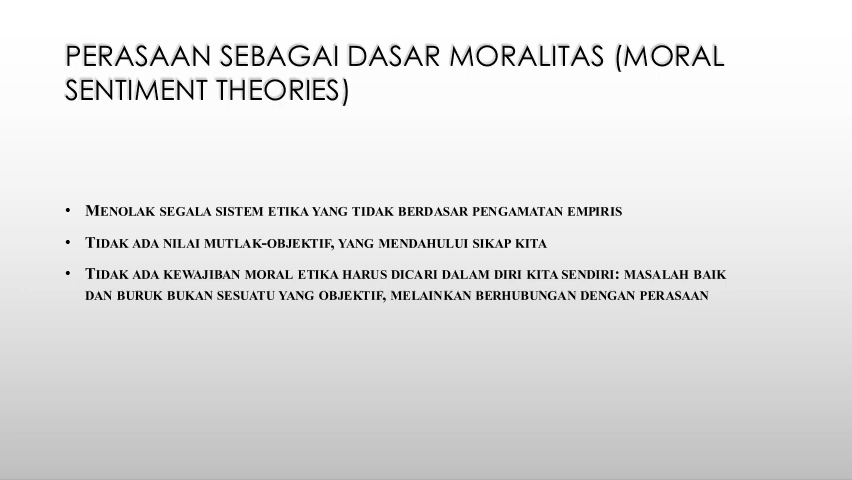 PERASAAN SEBAGAI DASAR MORALITAS (MORAL
SENTIMENT THEORIES)
• MENOLAK SEGALA SISTEM ETIKA YANG TIDAK BERDASAR PENGAMATAN EMPIRIS
• TIDAK ADA NILAI MUTLAK-OBJEKTIF, YANG MENDAHULUI SIKAP KITA
• TIDAK ADA KEWAJIBAN MORAL ETIKA HARUS DICARI DALAM DIRI KITA SENDIRI: MASALAH BAIK
DAN BURUK BUKAN SESUATU YANG OBJEKTIF, MELAINKAN BERHUBUNGAN DENGAN PERASAAN